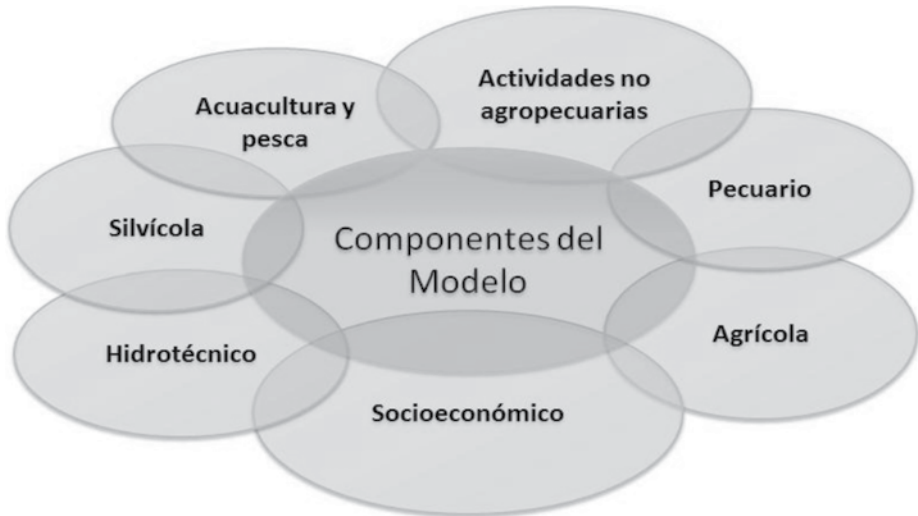 Actividades no
agropecuarias
Acuacultura y
pesca
Pecuario
Silvícola
Componentes del
Modelo
Agrícola
Hidrotécnico
Socioeconómico